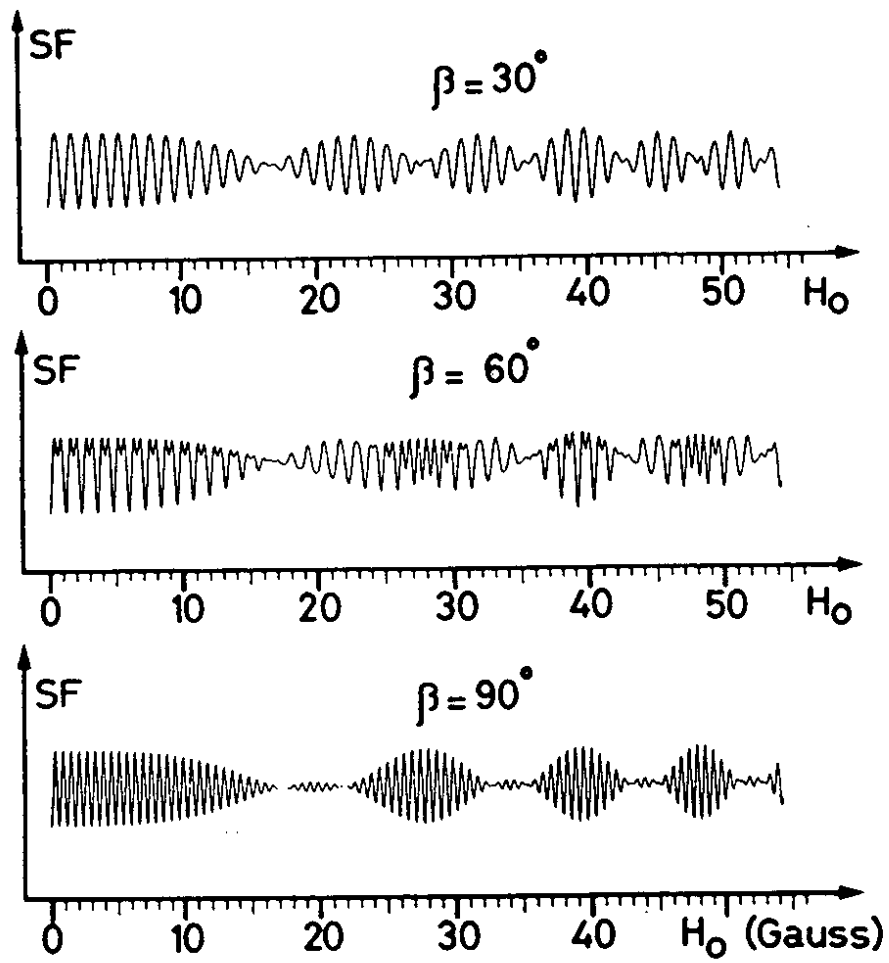 SF
β = 30°
0 10 20 30 40 50 H₀
SF
β = 60°
0 10 20 30 40 50 H₀
SF
β = 90°
0 10 20 30 40 H₀ (Gauss)